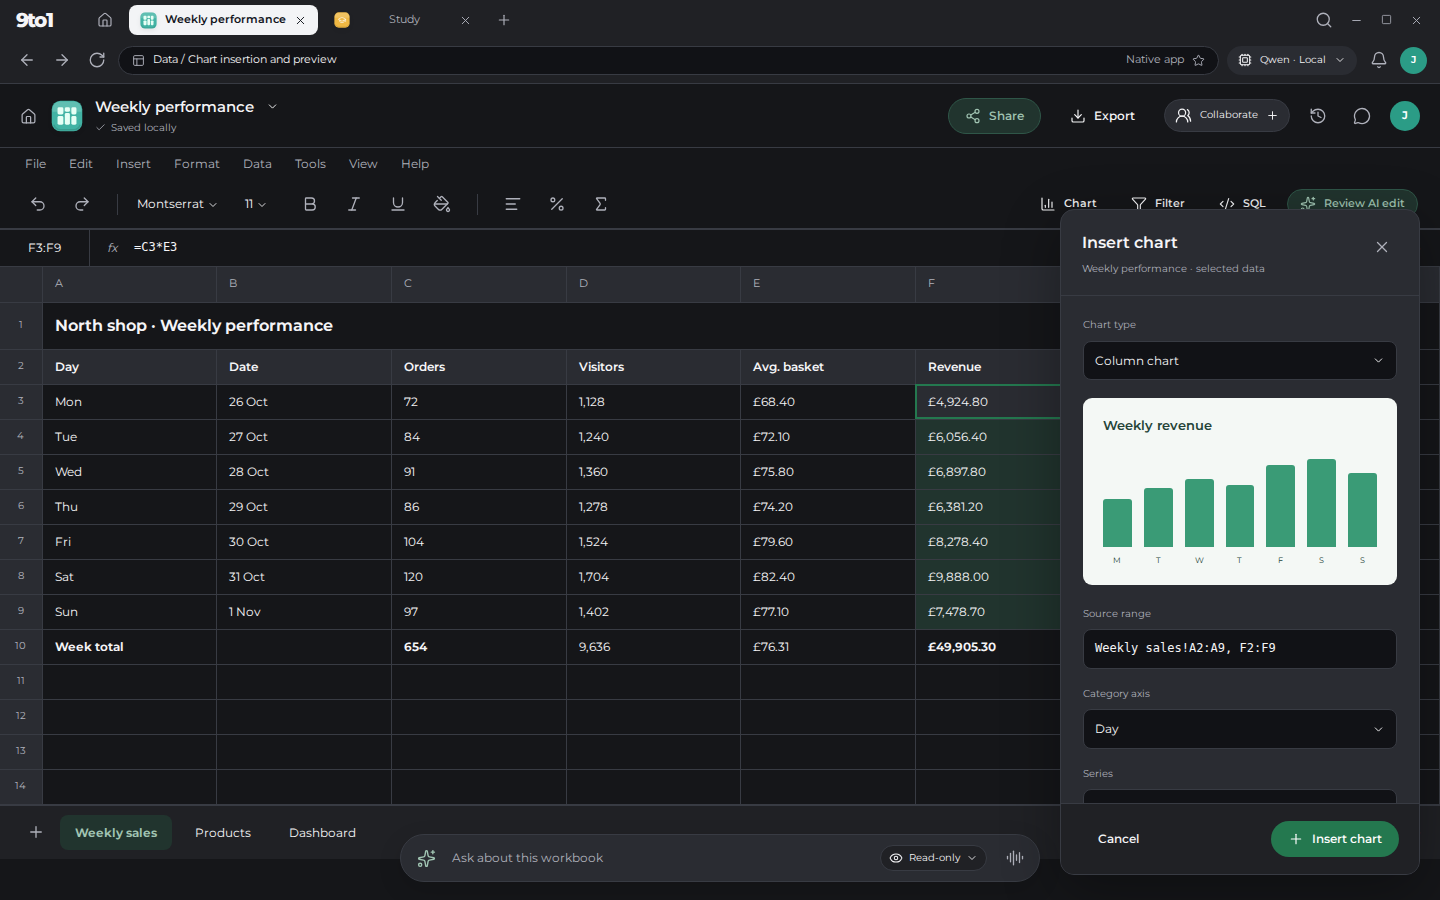 9to1
Weekly performance
Study
Data / Chart insertion and preview
Native app
Qwen · Local
J
Weekly performance
Saved locally
Share
Export
Collaborate
J
File Edit Insert Format Data Tools View Help
Montserrat
11
B I U
Chart
Filter
SQL
Review AI edit
F3:F9
fx
=C3*E3
A B C D E F
1 North shop · Weekly performance
2 Day Date Orders Visitors Avg. basket Revenue
3 Mon 26 Oct 72 1,128 £68.40 £4,924.80
4 Tue 27 Oct 84 1,240 £72.10 £6,056.40
5 Wed 28 Oct 91 1,360 £75.80 £6,897.80
6 Thu 29 Oct 86 1,278 £74.20 £6,381.20
7 Fri 30 Oct 104 1,524 £79.60 £8,278.40
8 Sat 31 Oct 120 1,704 £82.40 £9,888.00
9 Sun 1 Nov 97 1,402 £77.10 £7,478.70
10 Week total 654 9,636 £76.31 £49,905.30
11
12
13
14
Insert chart
Weekly performance · selected data
Chart type
Column chart
Weekly revenue
M T W T F S S
Source range
Weekly sales!A2:A9, F2:F9
Category axis
Day
Series
Cancel
Insert chart
Weekly sales
Products
Dashboard
Ask about this workbook
Read-only